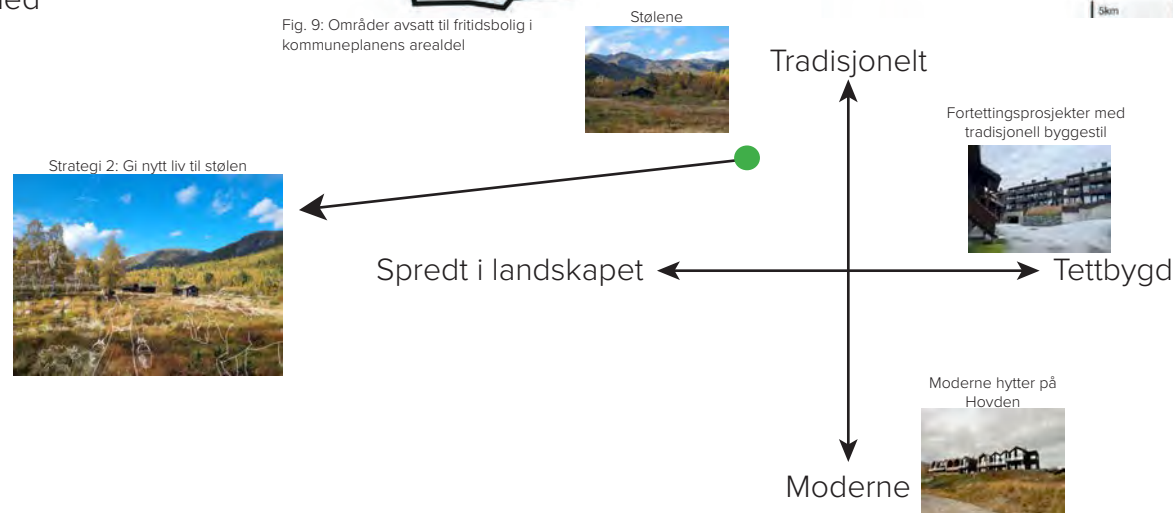 ed
Fig. 9: Områder avsatt til fritidsbolig i
kommuneplanens arealdel
5km
Stølene
Tradisjonelt
Fortettingsprosjekter med
tradisjonell byggestil
Strategi 2: Gi nytt liv til stølen
Spredt i landskapet
Tettbygd
Moderne hytter på
Hovden
Moderne